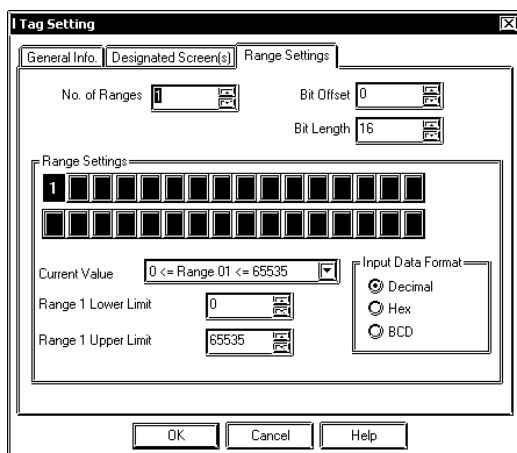 I Tag Setting
General Info. Designated Screen(s) Range Settings
No. of Ranges 1 Bit Offset 0
Bit Length 16
Range Settings
1
Current Value 0 <= Range 01 <= 65535 Input Data Format
Decimal
Range 1 Lower Limit 0 Hex
Range 1 Upper Limit 65535 BCD
OK Cancel Help